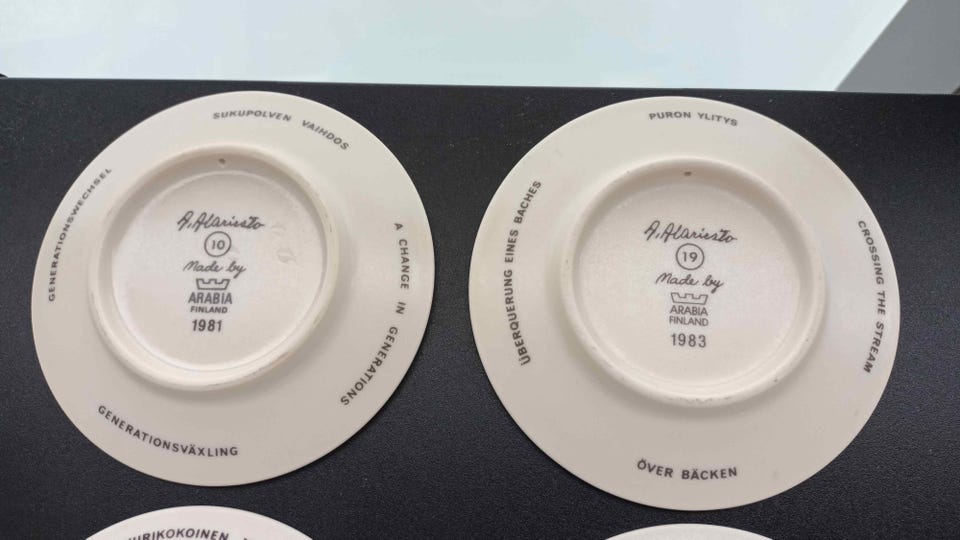 SUKUPOLVEN VAIHDOS
A CHANGE IN GENERATIONS
GENERATIONSVÄXLING
GENERATIONSWECHSEL
A. Alariesto
10
Made by
ARABIA
FINLAND
1981
PURON YLITYS
CROSSING THE STREAM
ÖVER BÄCKEN
ÜBERQUERUNG EINES BACHES
A. Alariesto
19
Made by
ARABIA
FINLAND
1983